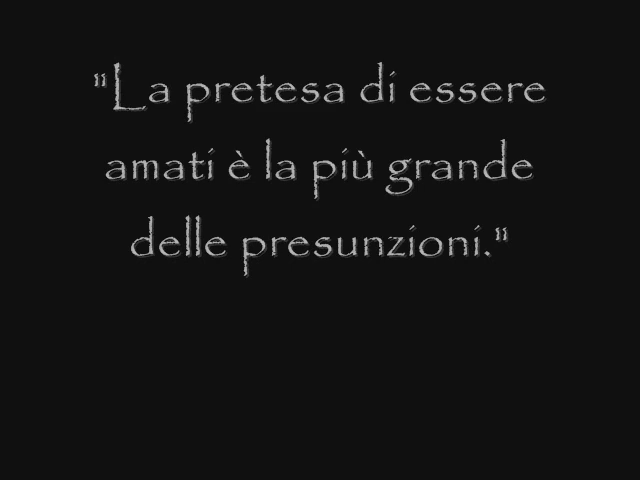 "La pretesa di essere
amati è la più grande
delle presunzioni."